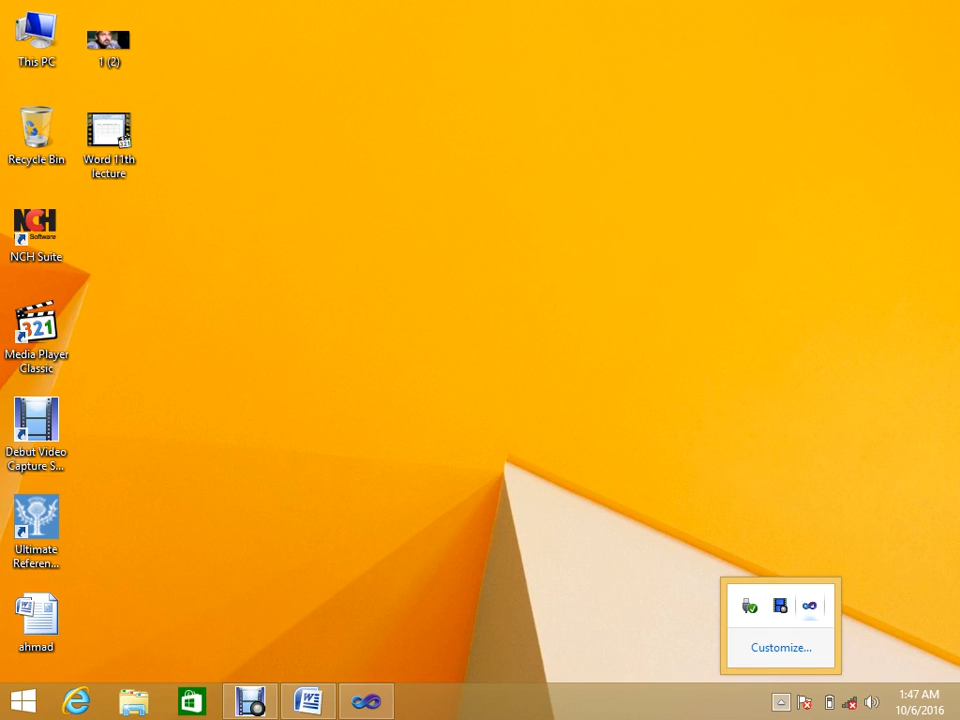 This PC
1 (2)
Recycle Bin
Word 11th
lecture
NCH
Software
NCH Suite
321
Media Player
Classic
Debut Video
Capture S...
Ultimate
Referen...
ahmad
Customize...
1:47 AM
10/6/2016